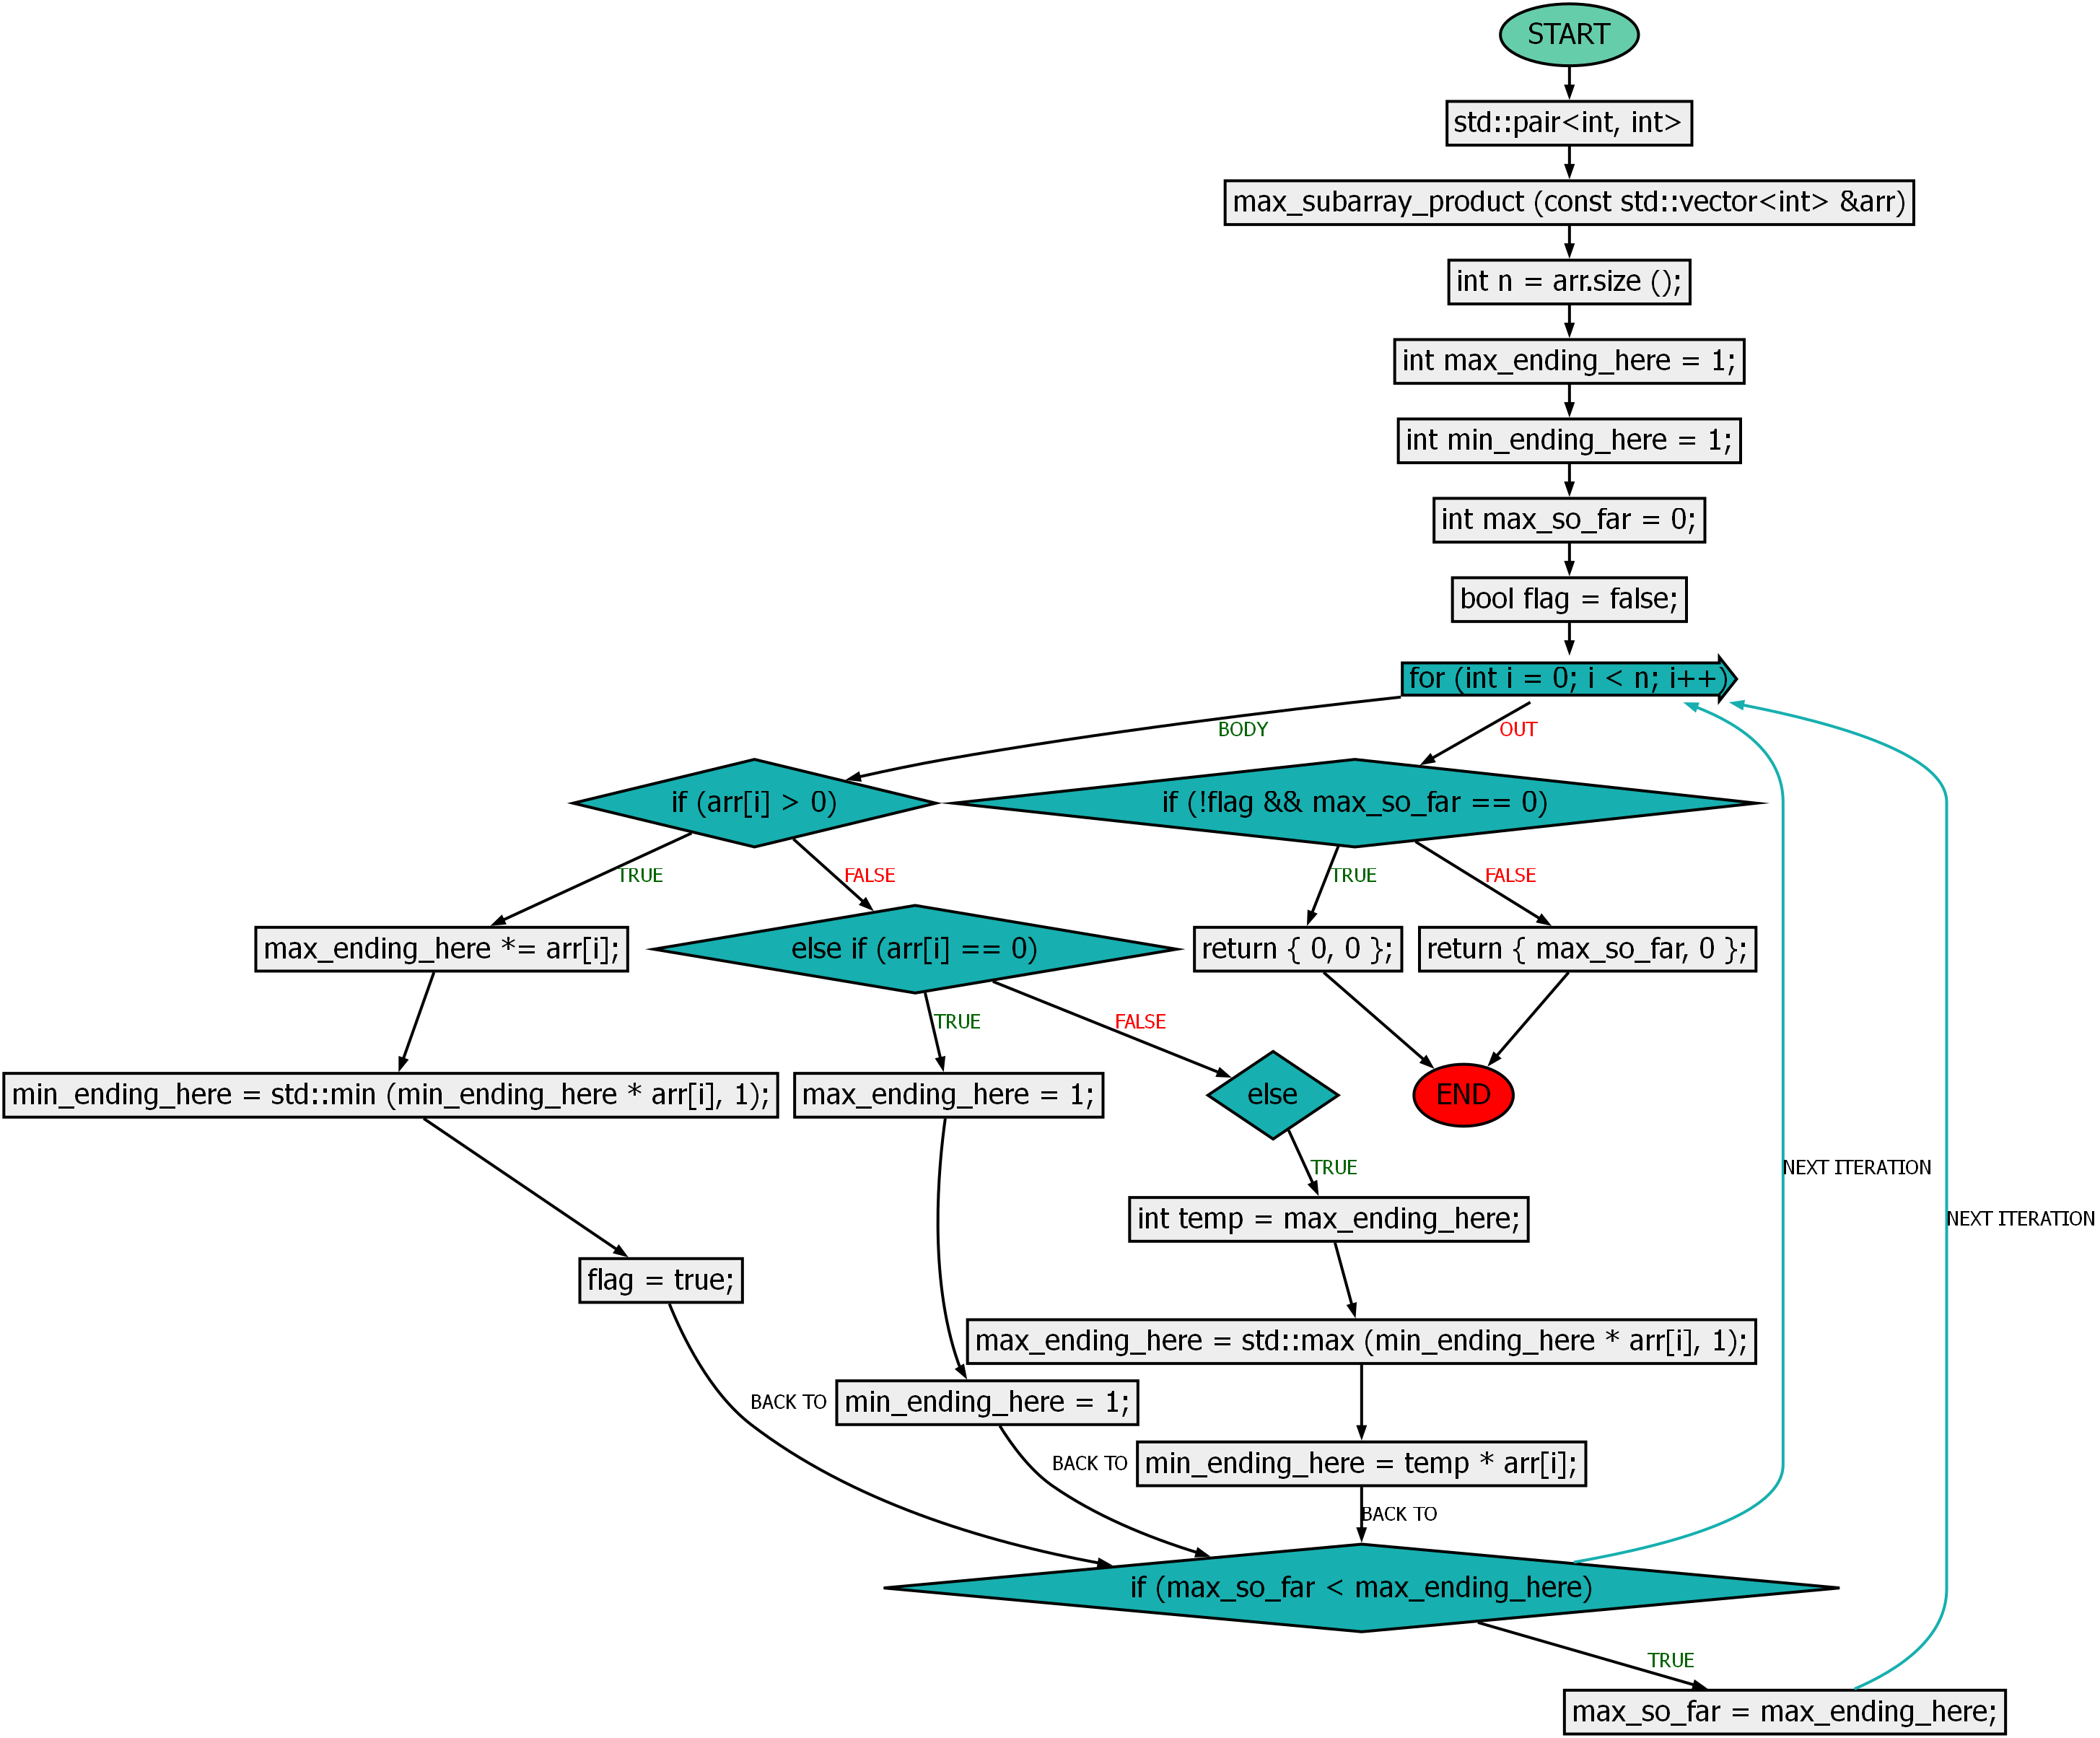 START
std::pair<int, int>
max_subarray_product (const std::vector<int> &arr)
int n = arr.size ();
int max_ending_here = 1;
int min_ending_here = 1;
int max_so_far = 0;
bool flag = false;
for (int i = 0; i < n; i++)
BODY
OUT
if (arr[i] > 0)
if (!flag && max_so_far == 0)
TRUE
FALSE
TRUE
FALSE
max_ending_here *= arr[i];
else if (arr[i] == 0)
return { 0, 0 };
return { max_so_far, 0 };
TRUE
FALSE
min_ending_here = std::min (min_ending_here * arr[i], 1);
max_ending_here = 1;
else
END
TRUE
NEXT ITERATION
int temp = max_ending_here;
NEXT ITERATION
flag = true;
max_ending_here = std::max (min_ending_here * arr[i], 1);
BACK TO
min_ending_here = 1;
BACK TO
min_ending_here = temp * arr[i];
BACK TO
if (max_so_far < max_ending_here)
TRUE
max_so_far = max_ending_here;